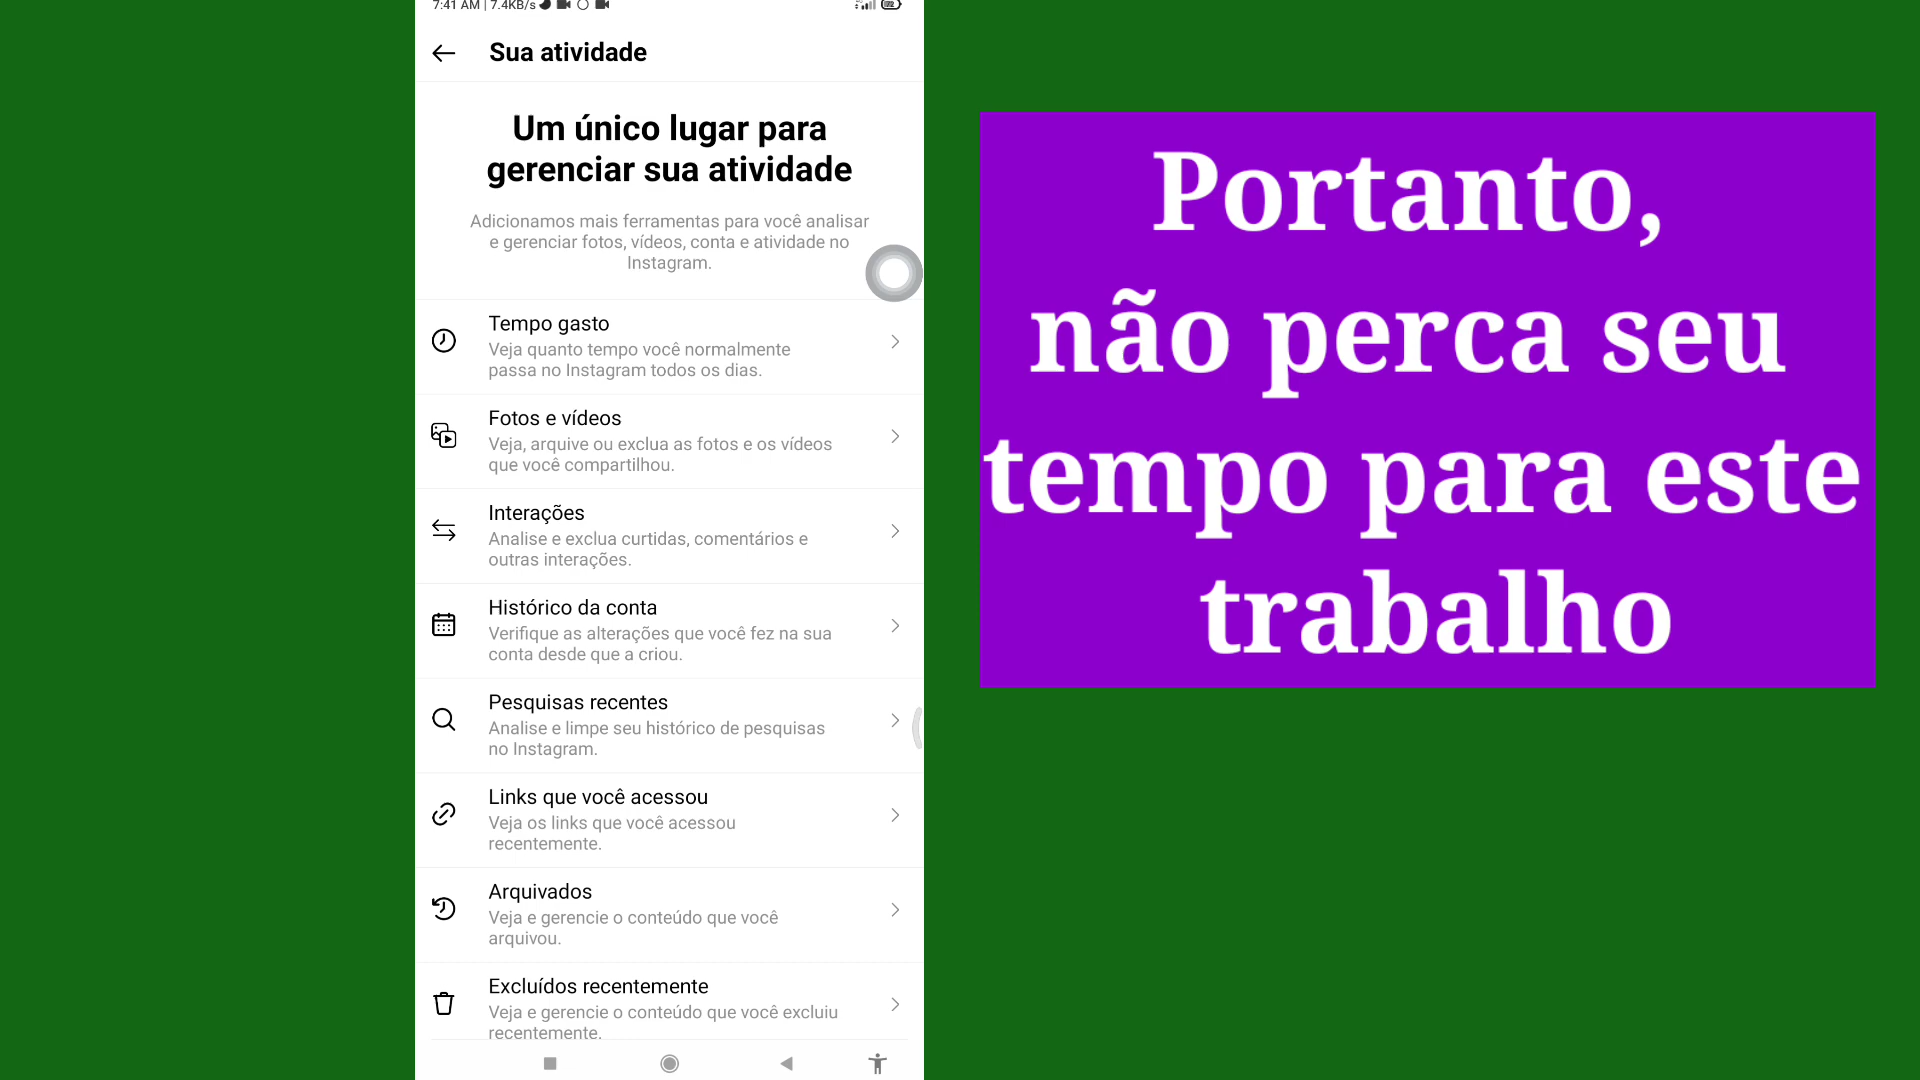 7:41 AM | 7.4KB/s
Sua atividade
Um único lugar para
gerenciar sua atividade
Adicionamos mais ferramentas para você analisar
e gerenciar fotos, vídeos, conta e atividade no
Instagram.
Tempo gasto
Veja quanto tempo você normalmente
passa no Instagram todos os dias.
Fotos e vídeos
Veja, arquive ou exclua as fotos e os vídeos
que você compartilhou.
Interações
Analise e exclua curtidas, comentários e
outras interações.
Histórico da conta
Verifique as alterações que você fez na sua
conta desde que a criou.
Pesquisas recentes
Analise e limpe seu histórico de pesquisas
no Instagram.
Links que você acessou
Veja os links que você acessou
recentemente.
Arquivados
Veja e gerencie o conteúdo que você
arquivou.
Excluídos recentemente
Veja e gerencie o conteúdo que você excluiu
recentemente.
Portanto,
não perca seu
tempo para este
trabalho